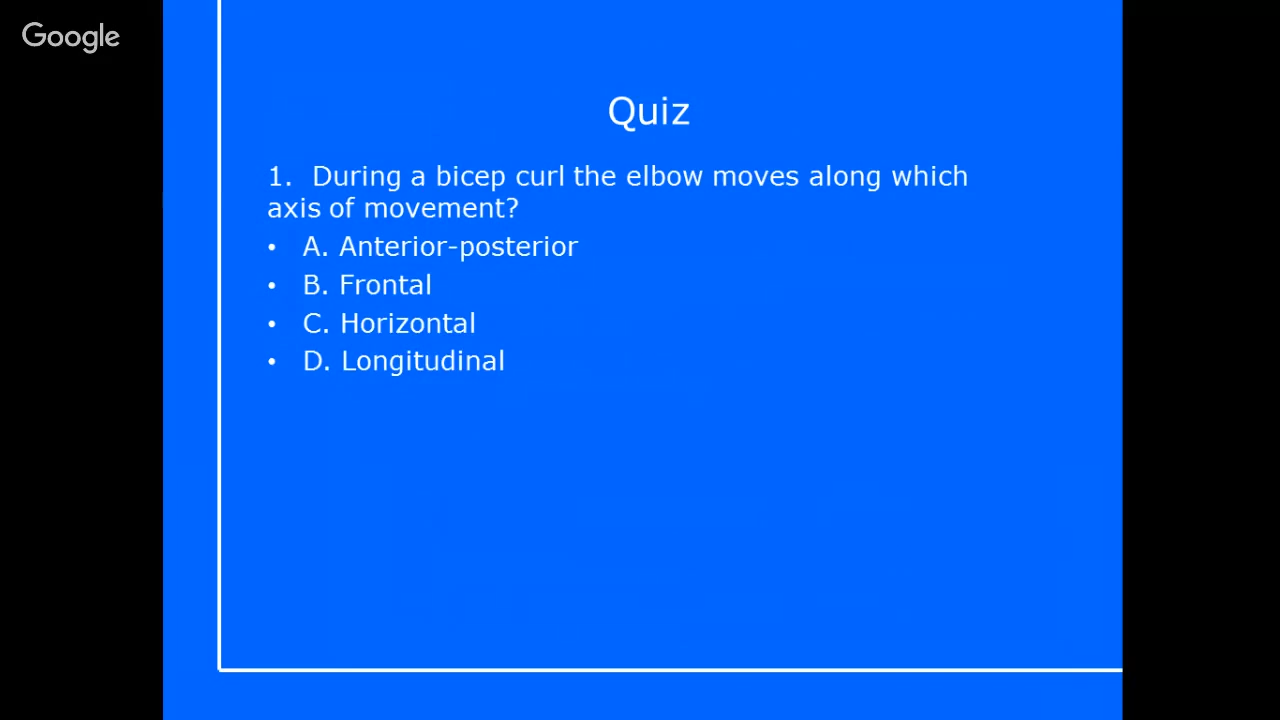 Google
Quiz
1. During a bicep curl the elbow moves along which
axis of movement?
• A. Anterior-posterior
• B. Frontal
• C. Horizontal
• D. Longitudinal